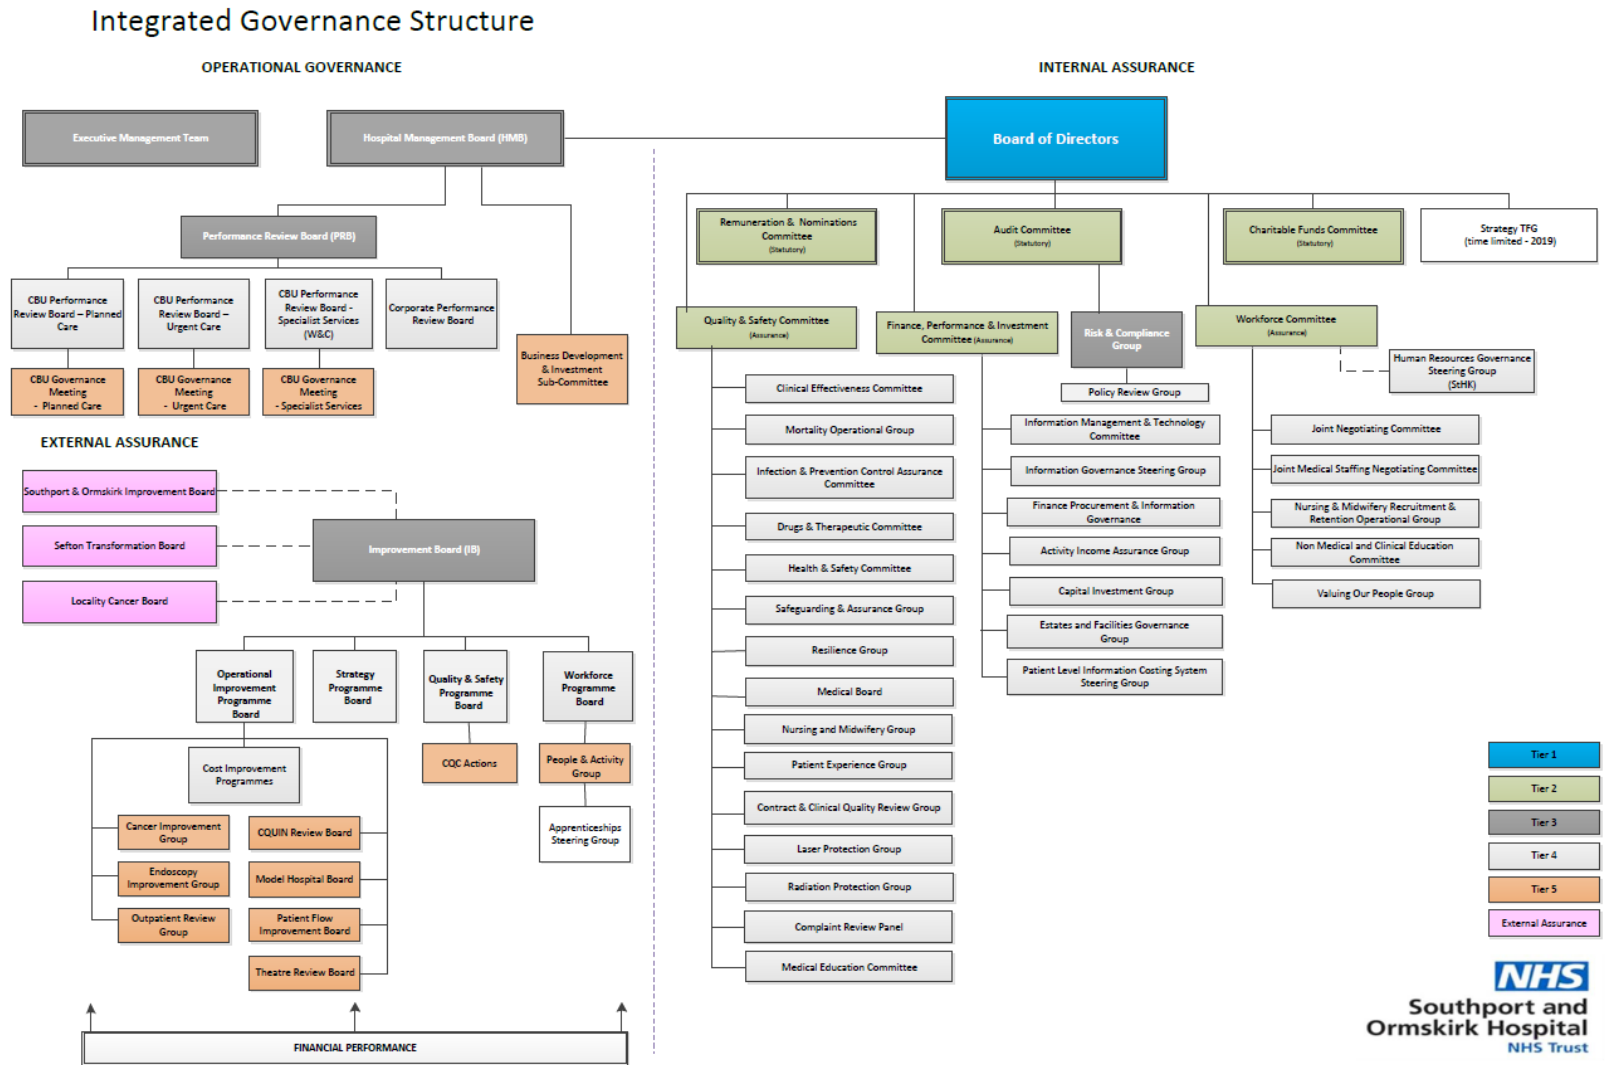 Integrated Governance Structure
OPERATIONAL GOVERNANCE
INTERNAL ASSURANCE
Executive Management Team
Hospital Management Board (HMB)
Board of Directors
Performance Review Board (PRB)
CBU Performance
Review Board – Planned
Care
CBU Performance
Review Board –
Urgent Care
CBU Performance
Review Board -
Specialist Services
(W&C)
Corporate Performance
Review Board
CBU Governance
Meeting
- Planned Care
CBU Governance
Meeting
- Urgent Care
CBU Governance
Meeting
- Specialist Services
Business Development
& Investment
Sub-Committee
Remuneration & Nominations
Committee
(Statutory)
Audit Committee
(Statutory)
Charitable Funds Committee
(Statutory)
Strategy TFG
(time limited - 2019)
Quality & Safety Committee
(Assurance)
Finance, Performance & Investment
Committee (Assurance)
Risk & Compliance
Group
Policy Review Group
Workforce Committee
(Assurance)
Human Resources Governance
Steering Group
(StHK)
Clinical Effectiveness Committee
Mortality Operational Group
Infection & Prevention Control Assurance
Committee
Drugs & Therapeutic Committee
Health & Safety Committee
Safeguarding & Assurance Group
Resilience Group
Medical Board
Nursing and Midwifery Group
Patient Experience Group
Contract & Clinical Quality Review Group
Laser Protection Group
Radiation Protection Group
Complaint Review Panel
Medical Education Committee
Information Management & Technology
Committee
Information Governance Steering Group
Finance Procurement & Information
Governance
Activity Income Assurance Group
Capital Investment Group
Estates and Facilities Governance
Group
Patient Level Information Costing System
Steering Group
Joint Negotiating Committee
Joint Medical Staffing Negotiating Committee
Nursing & Midwifery Recruitment &
Retention Operational Group
Non Medical and Clinical Education
Committee
Valuing Our People Group
EXTERNAL ASSURANCE
Southport & Ormskirk Improvement Board
Sefton Transformation Board
Locality Cancer Board
Improvement Board (IB)
Operational
Improvement
Programme
Board
Strategy
Programme
Board
Quality & Safety
Programme
Board
Workforce
Programme
Board
Cost Improvement
Programmes
CQC Actions
People & Activity
Group
Apprenticeships
Steering Group
Cancer Improvement
Group
Endoscopy
Improvement Group
Outpatient Review
Group
CQUIN Review Board
Model Hospital Board
Patient Flow
Improvement Board
Theatre Review Board
FINANCIAL PERFORMANCE
Tier 1
Tier 2
Tier 3
Tier 4
Tier 5
External Assurance
NHS
Southport and
Ormskirk Hospital
NHS Trust